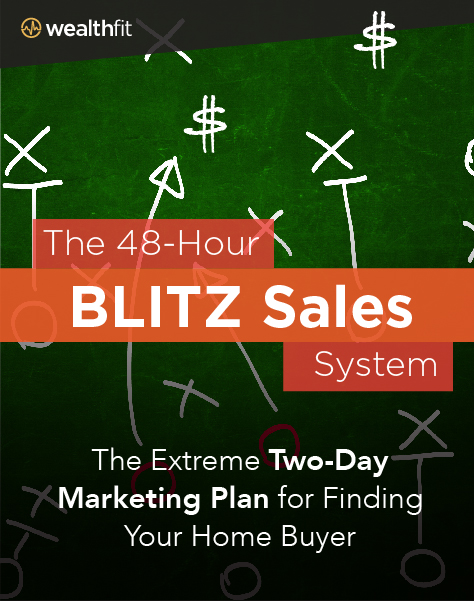 wealthfit
$
$
The 48-Hour
BLITZ Sales
System
The Extreme Two-Day
Marketing Plan for Finding
Your Home Buyer